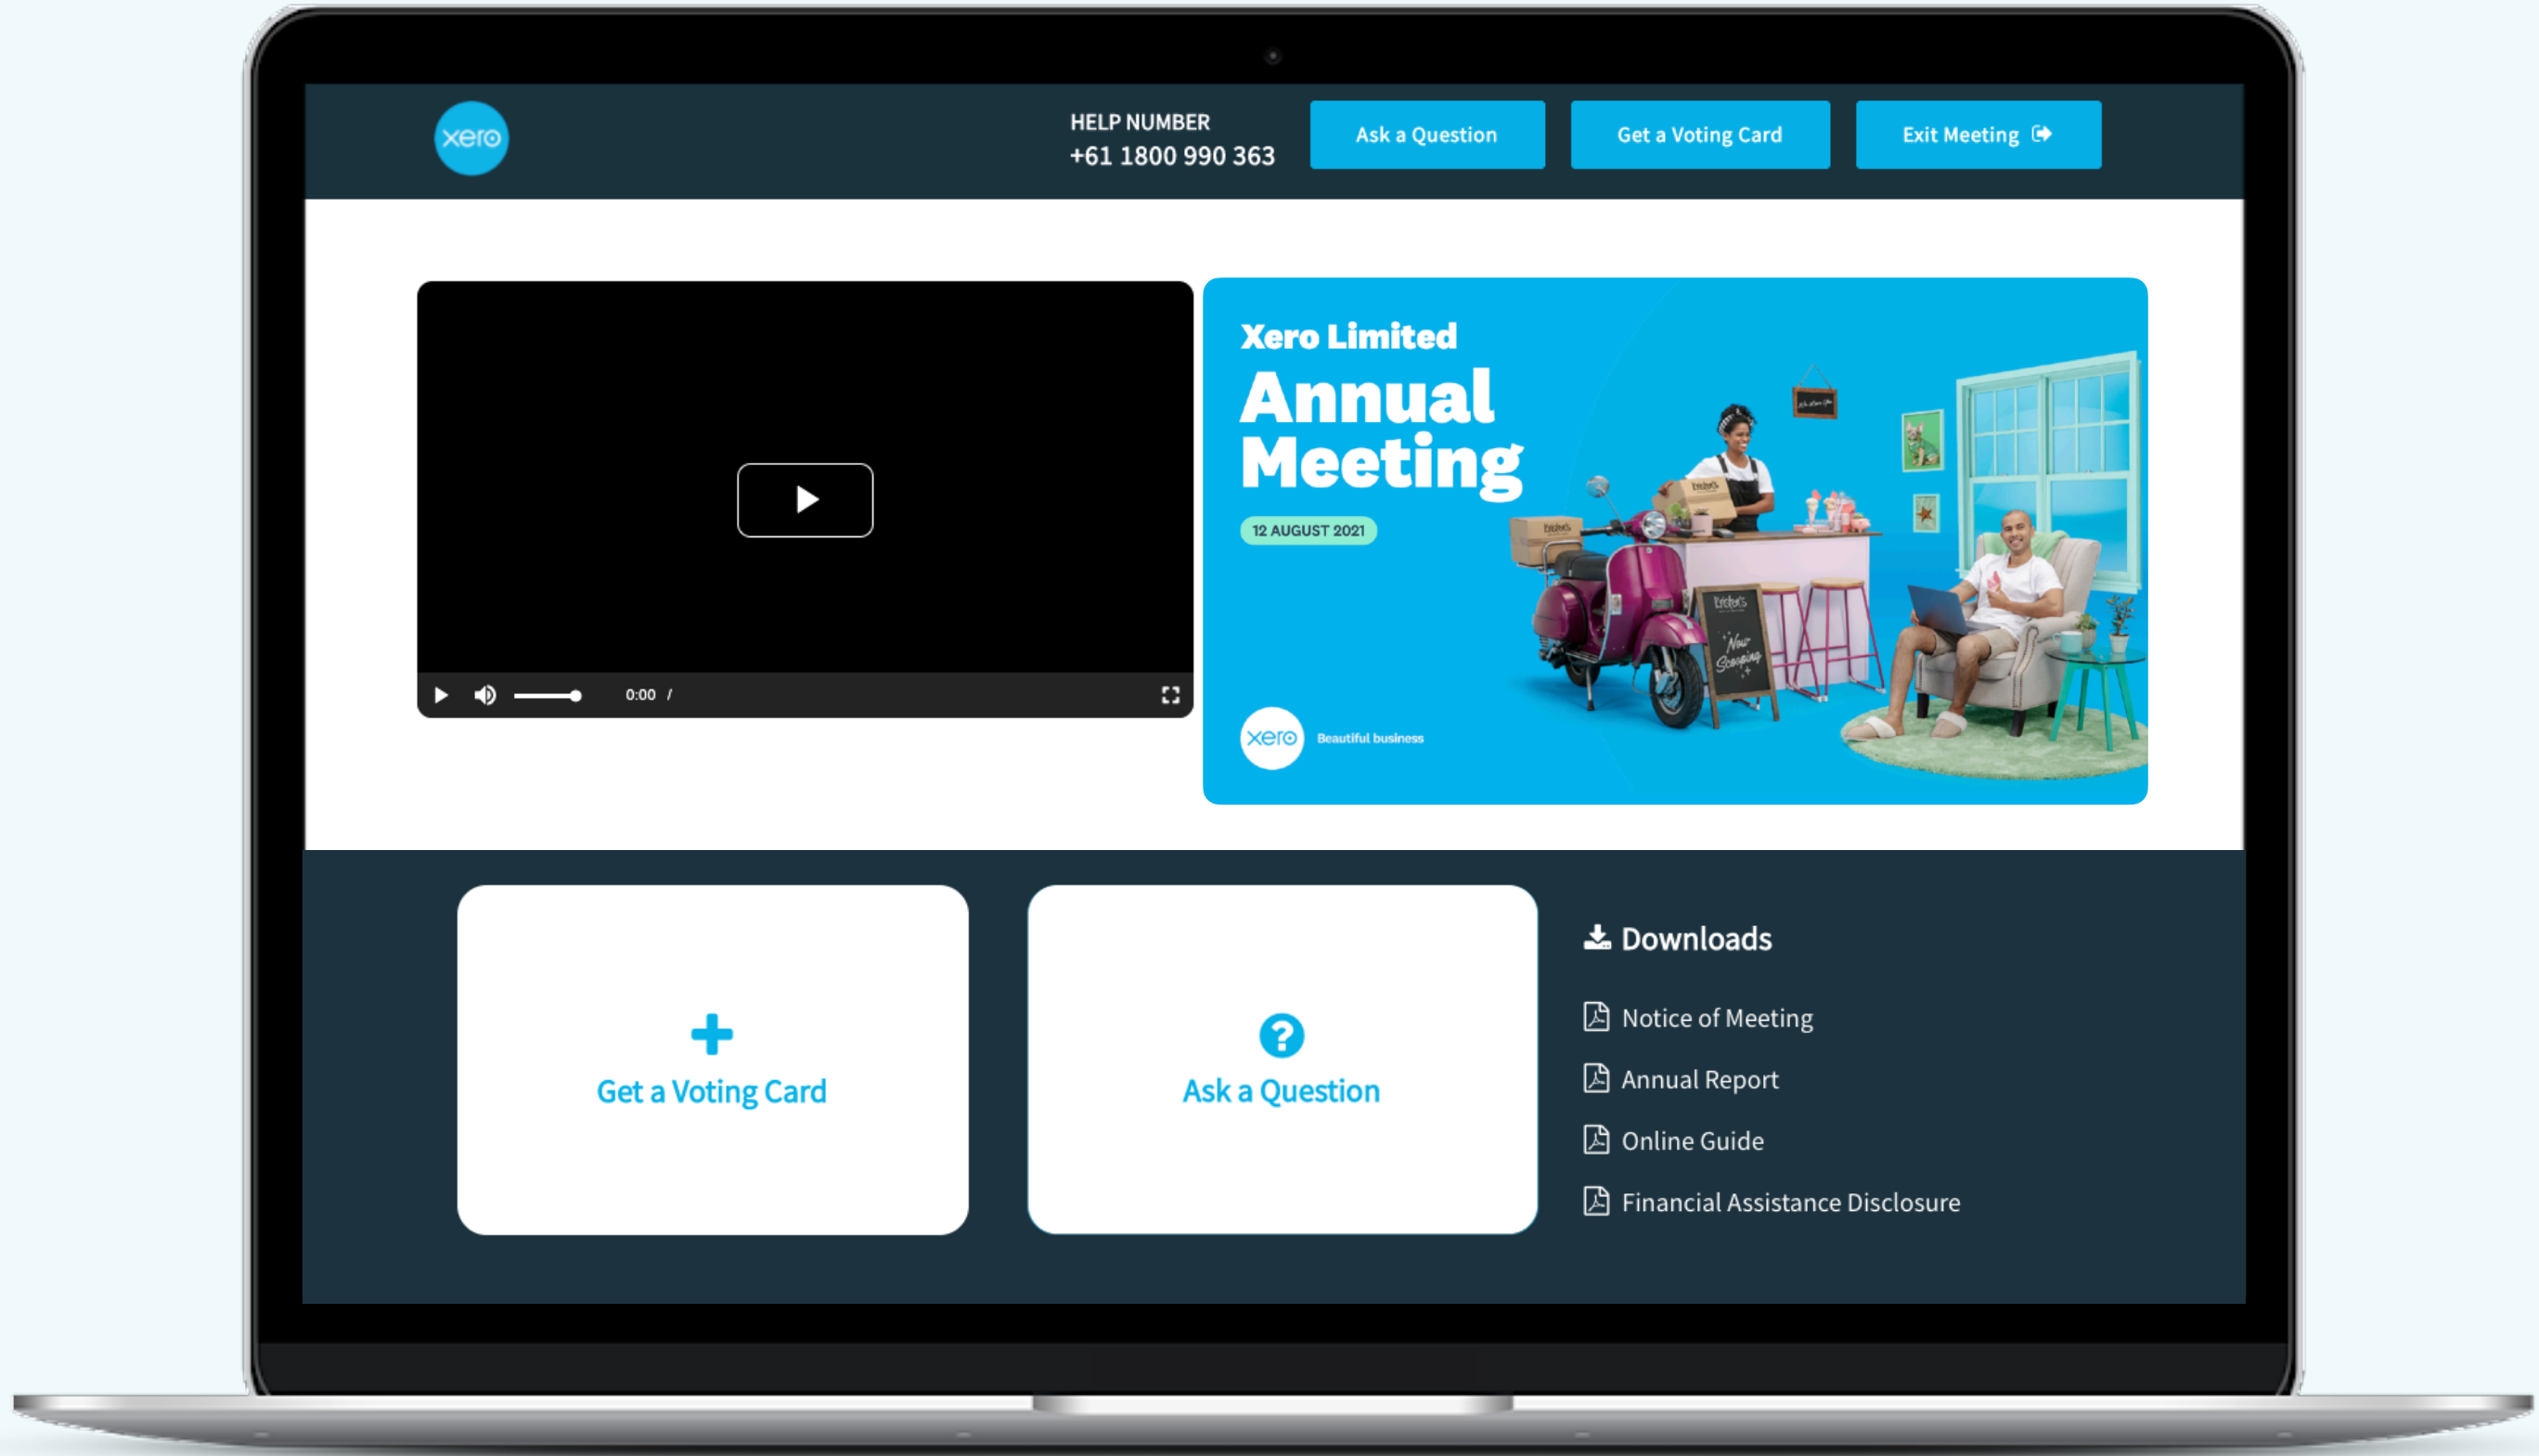 xero
HELP NUMBER
+61 1800 990 363
Ask a Question
Get a Voting Card
Exit Meeting
Xero Limited
Annual
Meeting
12 AUGUST 2021
Now
Scooping
xero
Beautiful business
0:00 /
Get a Voting Card
Ask a Question
Downloads
Notice of Meeting
Annual Report
Online Guide
Financial Assistance Disclosure